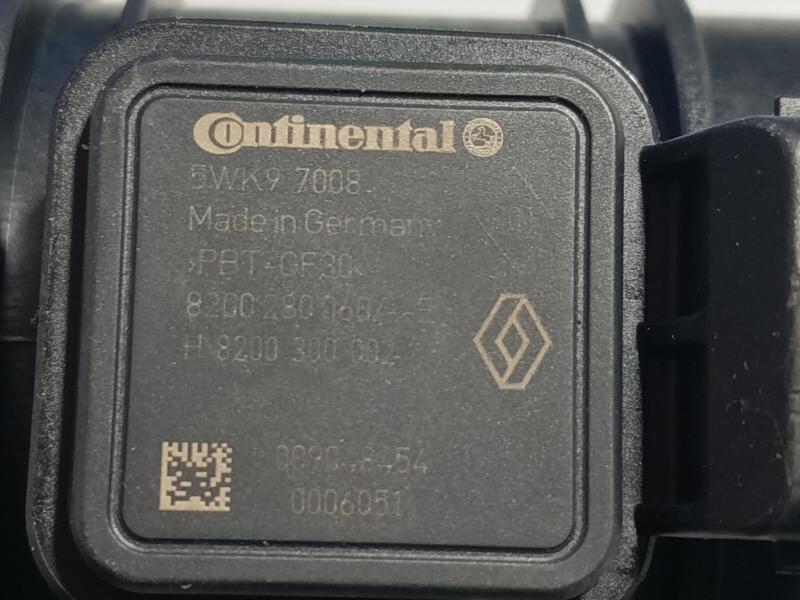 Continental
5WK9 7008
Made in Germany
>PBT-GF30<
8200 280 060
H 8200 300 002
0006051